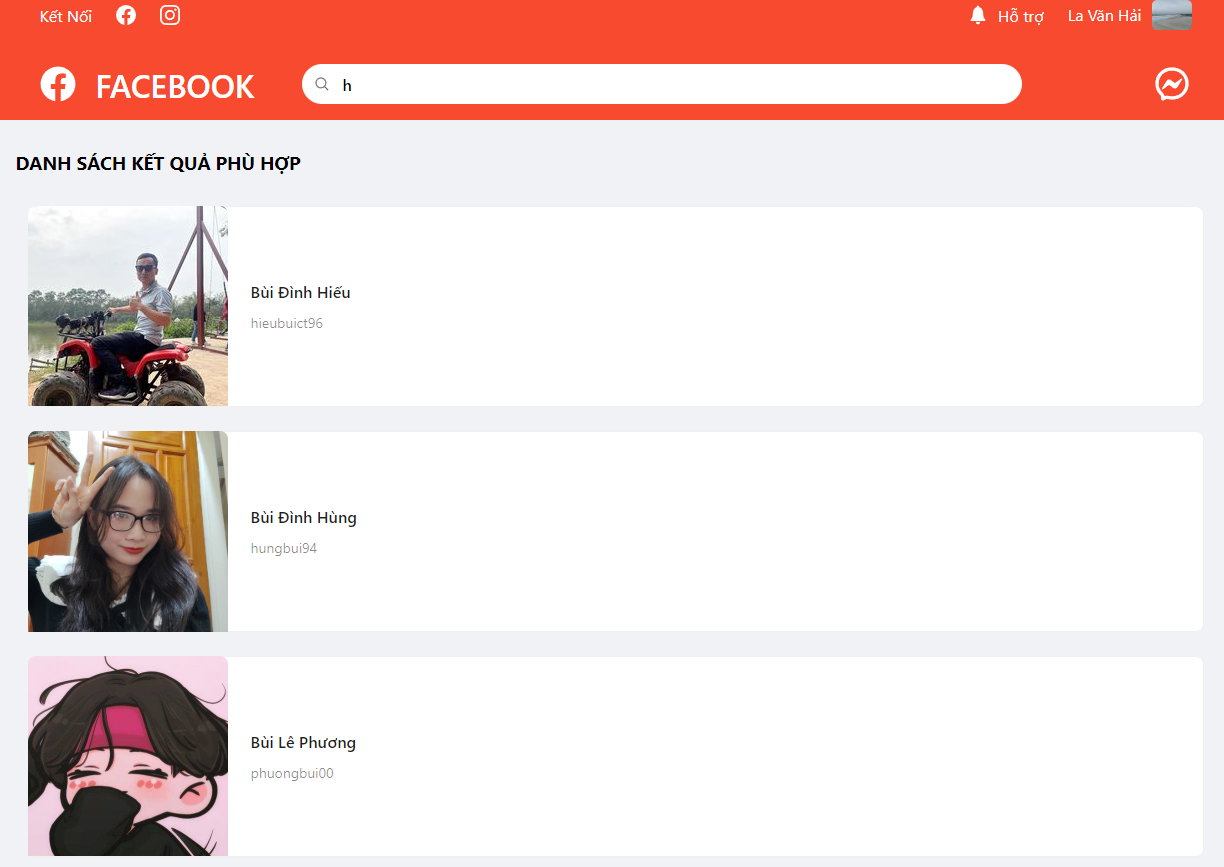 Kết Nối
Hỗ trợ
La Văn Hải
FACEBOOK
h
DANH SÁCH KẾT QUẢ PHÙ HỢP
Bùi Đình Hiếu
hieubuict96
Bùi Đình Hùng
hungbui94
Bùi Lê Phương
phuongbui00